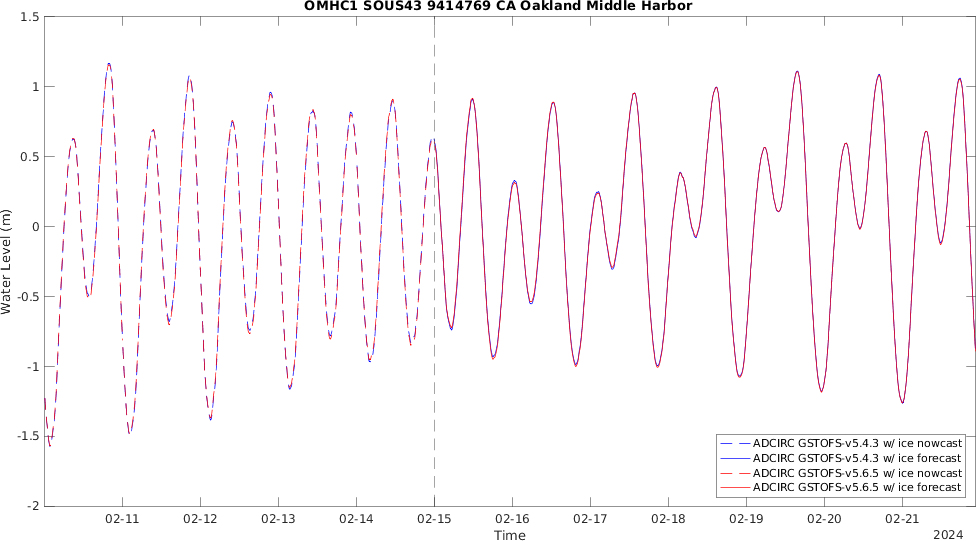 OMHC1 SOUS43 9414769 CA Oakland Middle Harbor
1.5
1
0.5
0
-0.5
-1
-1.5
-2
Water Level (m)
02-11 02-12 02-13 02-14 02-15 02-16 02-17 02-18 02-19 02-20 02-21
Time
2024
ADCIRC GSTOFS-v5.4.3 w/ ice nowcast
ADCIRC GSTOFS-v5.4.3 w/ ice forecast
ADCIRC GSTOFS-v5.6.5 w/ ice nowcast
ADCIRC GSTOFS-v5.6.5 w/ ice forecast